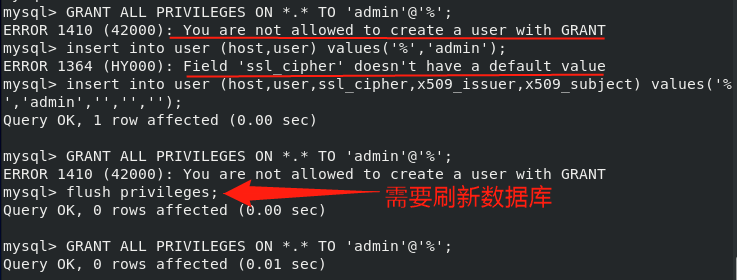 mysql> GRANT ALL PRIVILEGES ON *.* TO 'admin'@'%';
ERROR 1410 (42000): You are not allowed to create a user with GRANT
mysql> insert into user (host,user) values('%','admin');
ERROR 1364 (HY000): Field 'ssl_cipher' doesn't have a default value
mysql> insert into user (host,user,ssl_cipher,x509_issuer,x509_subject) values('%
','admin','','','');
Query OK, 1 row affected (0.00 sec)
mysql> GRANT ALL PRIVILEGES ON *.* TO 'admin'@'%';
ERROR 1410 (42000): You are not allowed to create a user with GRANT
mysql> flush privileges;
需要刷新数据库
Query OK, 0 rows affected (0.00 sec)
mysql> GRANT ALL PRIVILEGES ON *.* TO 'admin'@'%';
Query OK, 0 rows affected (0.01 sec)